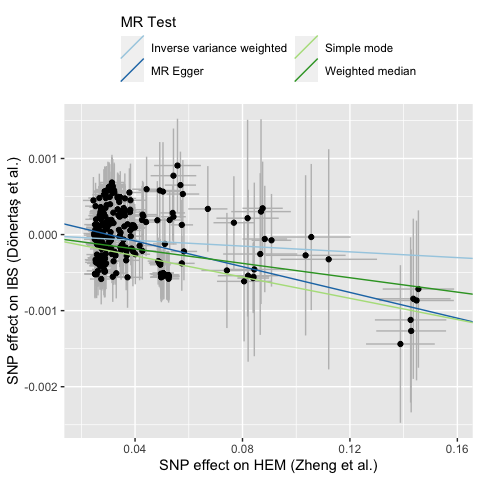 MR Test
Inverse variance weighted
Simple mode
MR Egger
Weighted median
SNP effect on IBS (Dönertaş et al.)
0.001
0.000
-0.001
-0.002
0.04
0.08
0.12
0.16
SNP effect on HEM (Zheng et al.)